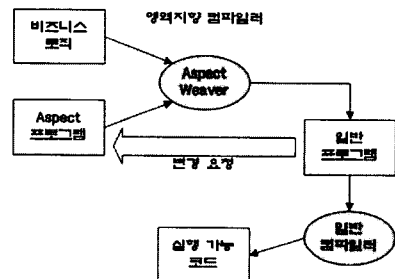 비즈니스
로직
영역지향 컴파일러
Aspect
Weaver
Aspect
프로그램
일반
프로그램
변경 요청
일반
컴파일러
실행 가능
코드